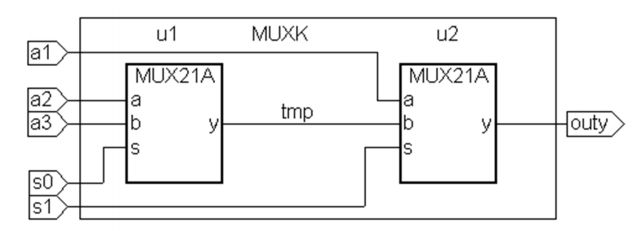 u1 MUXK u2
a1
MUX21A MUX21A
a2 a a
a3 b y tmp b y outy
s s
s0
s1